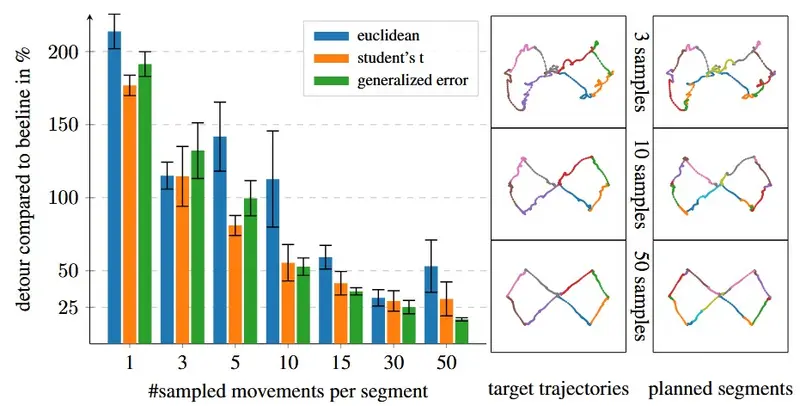 detour compared to beeline in %
200
150
100
50
25
euclidean
student's t
generalized error
1 3 5 10 15 30 50
#sampled movements per segment
3 samples
10 samples
50 samples
target trajectories
planned segments